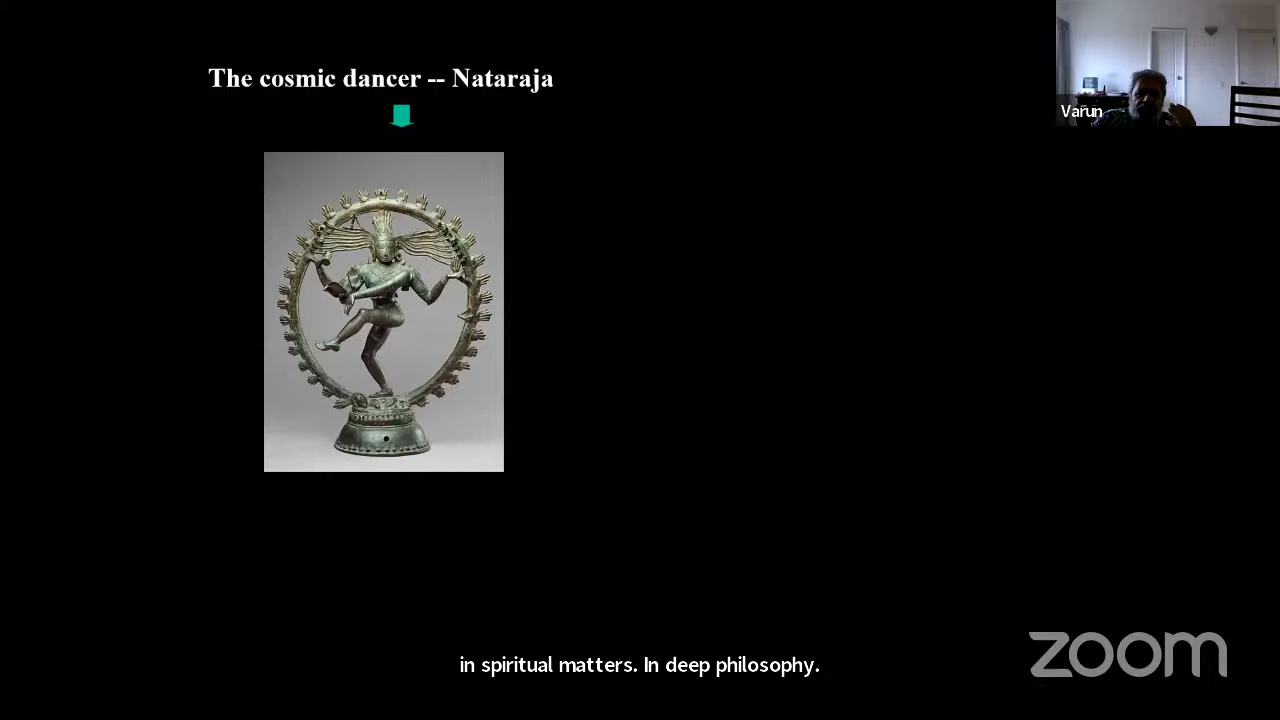 The cosmic dancer -- Nataraja
Varun
in spiritual matters. In deep philosophy.
zoom